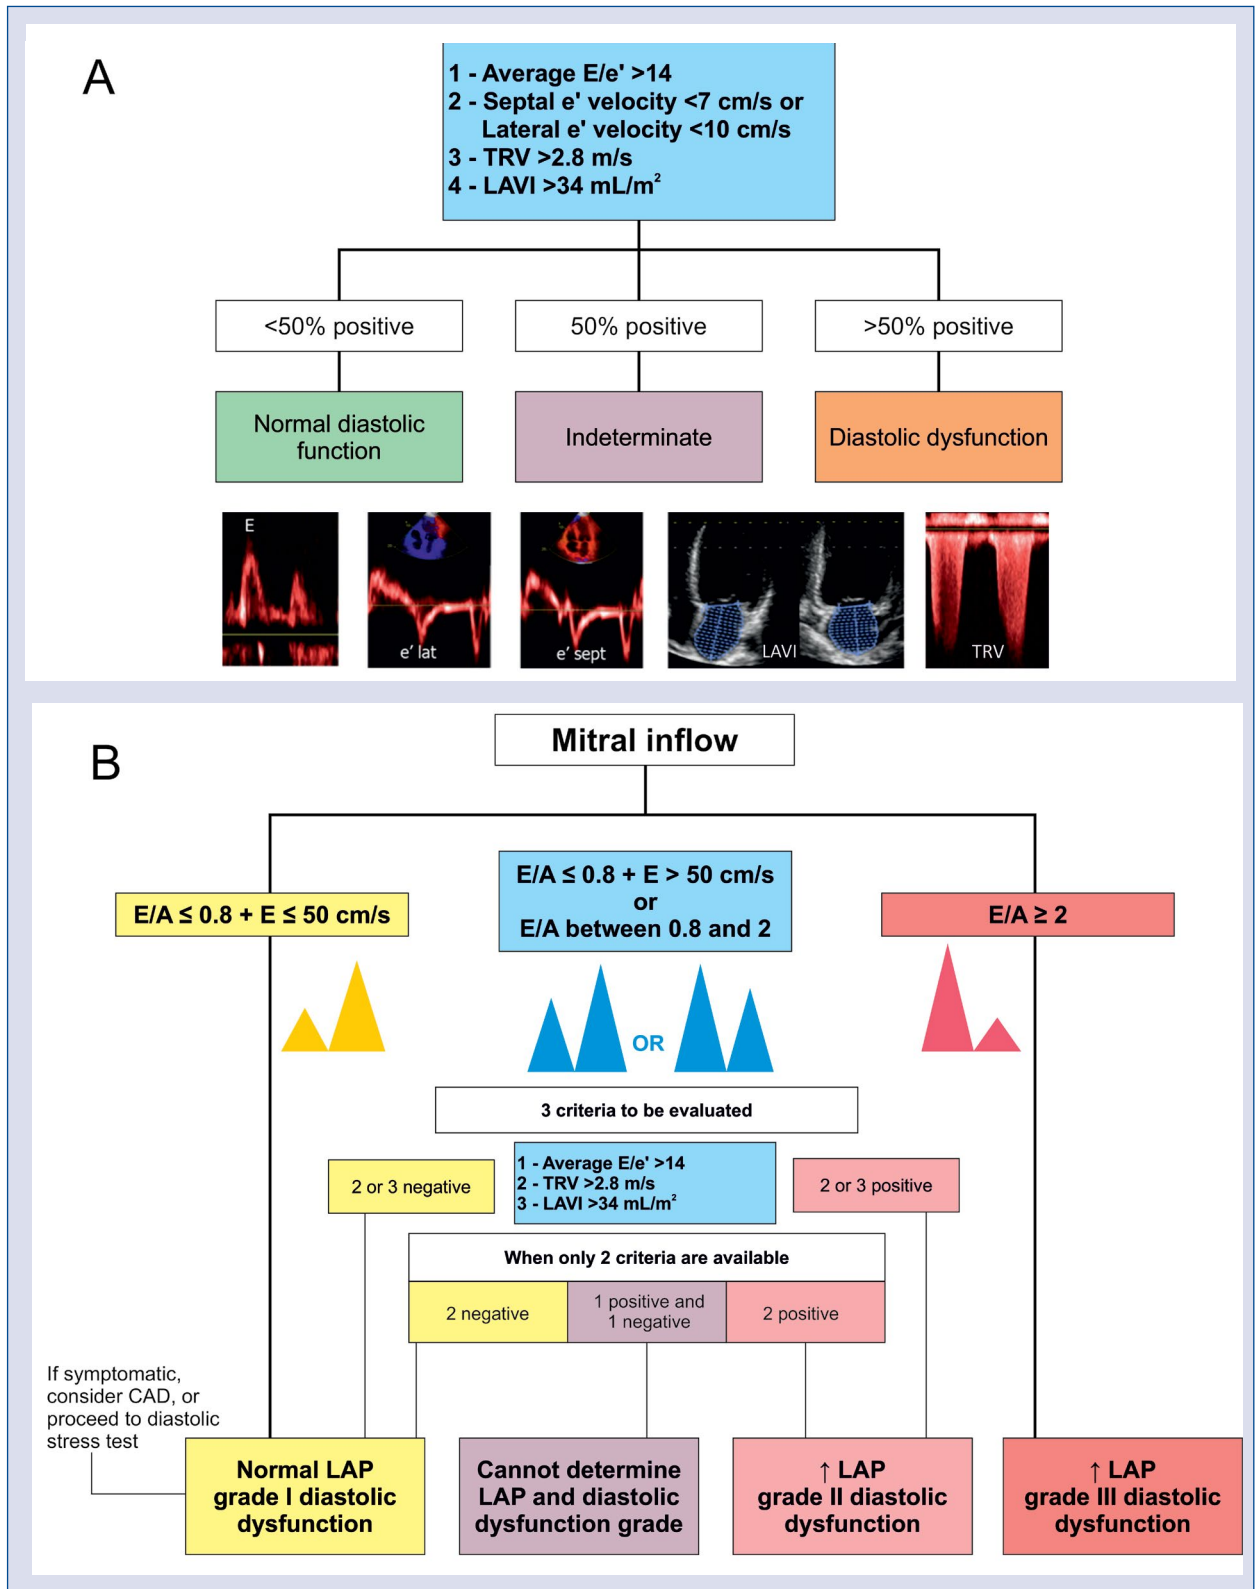 A
1 - Average E/e' >14
2 - Septal e' velocity <7 cm/s or
Lateral e' velocity <10 cm/s
3 - TRV >2.8 m/s
4 - LAVI >34 mL/m²
<50% positive
50% positive
>50% positive
Normal diastolic
function
Indeterminate
Diastolic dysfunction
E
e' lat
e' sept
LAVI
TRV
B
Mitral inflow
E/A ≤ 0.8 + E ≤ 50 cm/s
E/A ≤ 0.8 + E > 50 cm/s
or
E/A between 0.8 and 2
E/A ≥ 2
OR
3 criteria to be evaluated
2 or 3 negative
1 - Average E/e' >14
2 - TRV >2.8 m/s
3 - LAVI >34 mL/m²
2 or 3 positive
When only 2 criteria are available
2 negative
1 positive and
1 negative
2 positive
If symptomatic,
consider CAD, or
proceed to diastolic
stress test
Normal LAP
grade I diastolic
dysfunction
Cannot determine
LAP and diastolic
dysfunction grade
↑ LAP
grade II diastolic
dysfunction
↑ LAP
grade III diastolic
dysfunction